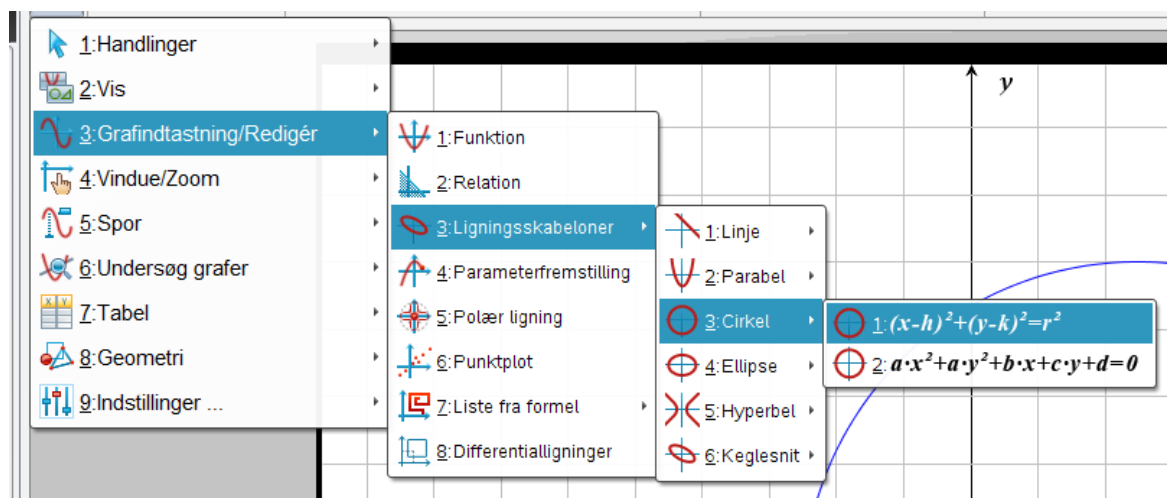 1:Handlinger
2:Vis
3:Grafindtastning/Redigér
4:Vindue/Zoom
5:Spor
6:Undersøg grafer
7:Tabel
8:Geometri
9:Indstillinger ...
1:Funktion
2:Relation
3:Ligningsskabeloner
4:Parameterfremstilling
5:Polær ligning
6:Punktplot
7:Liste fra formel
8:Differentialligninger
1:Linje
2:Parabel
3:Cirkel
4:Ellipse
5:Hyperbel
6:Keglesnit
1:(x-h)²+(y-k)²=r²
2:a·x²+a·y²+b·x+c·y+d=0
y
X Y